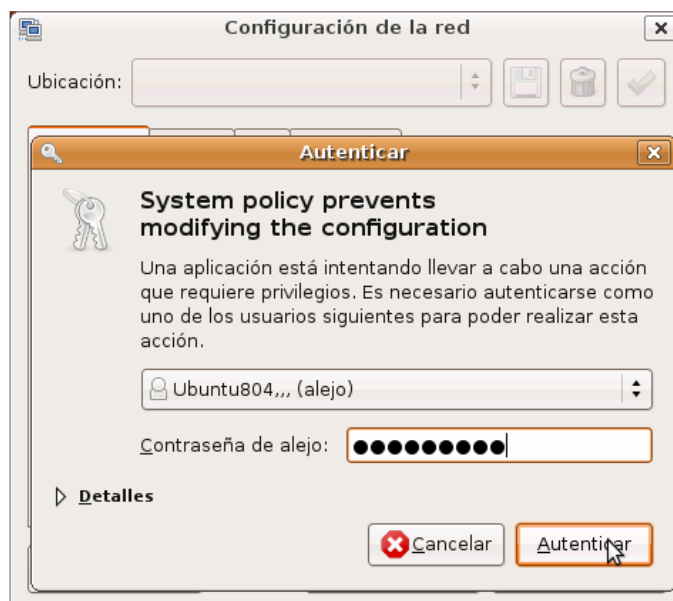 Configuración de la red
Ubicación:
Autenticar
System policy prevents
modifying the configuration
Una aplicación está intentando llevar a cabo una acción
que requiere privilegios. Es necesario autenticarse como
uno de los usuarios siguientes para poder realizar esta
acción.
Ubuntu804,,, (alejo)
Contraseña de alejo: ●●●●●●●●●
Detalles
Cancelar
Autenticar